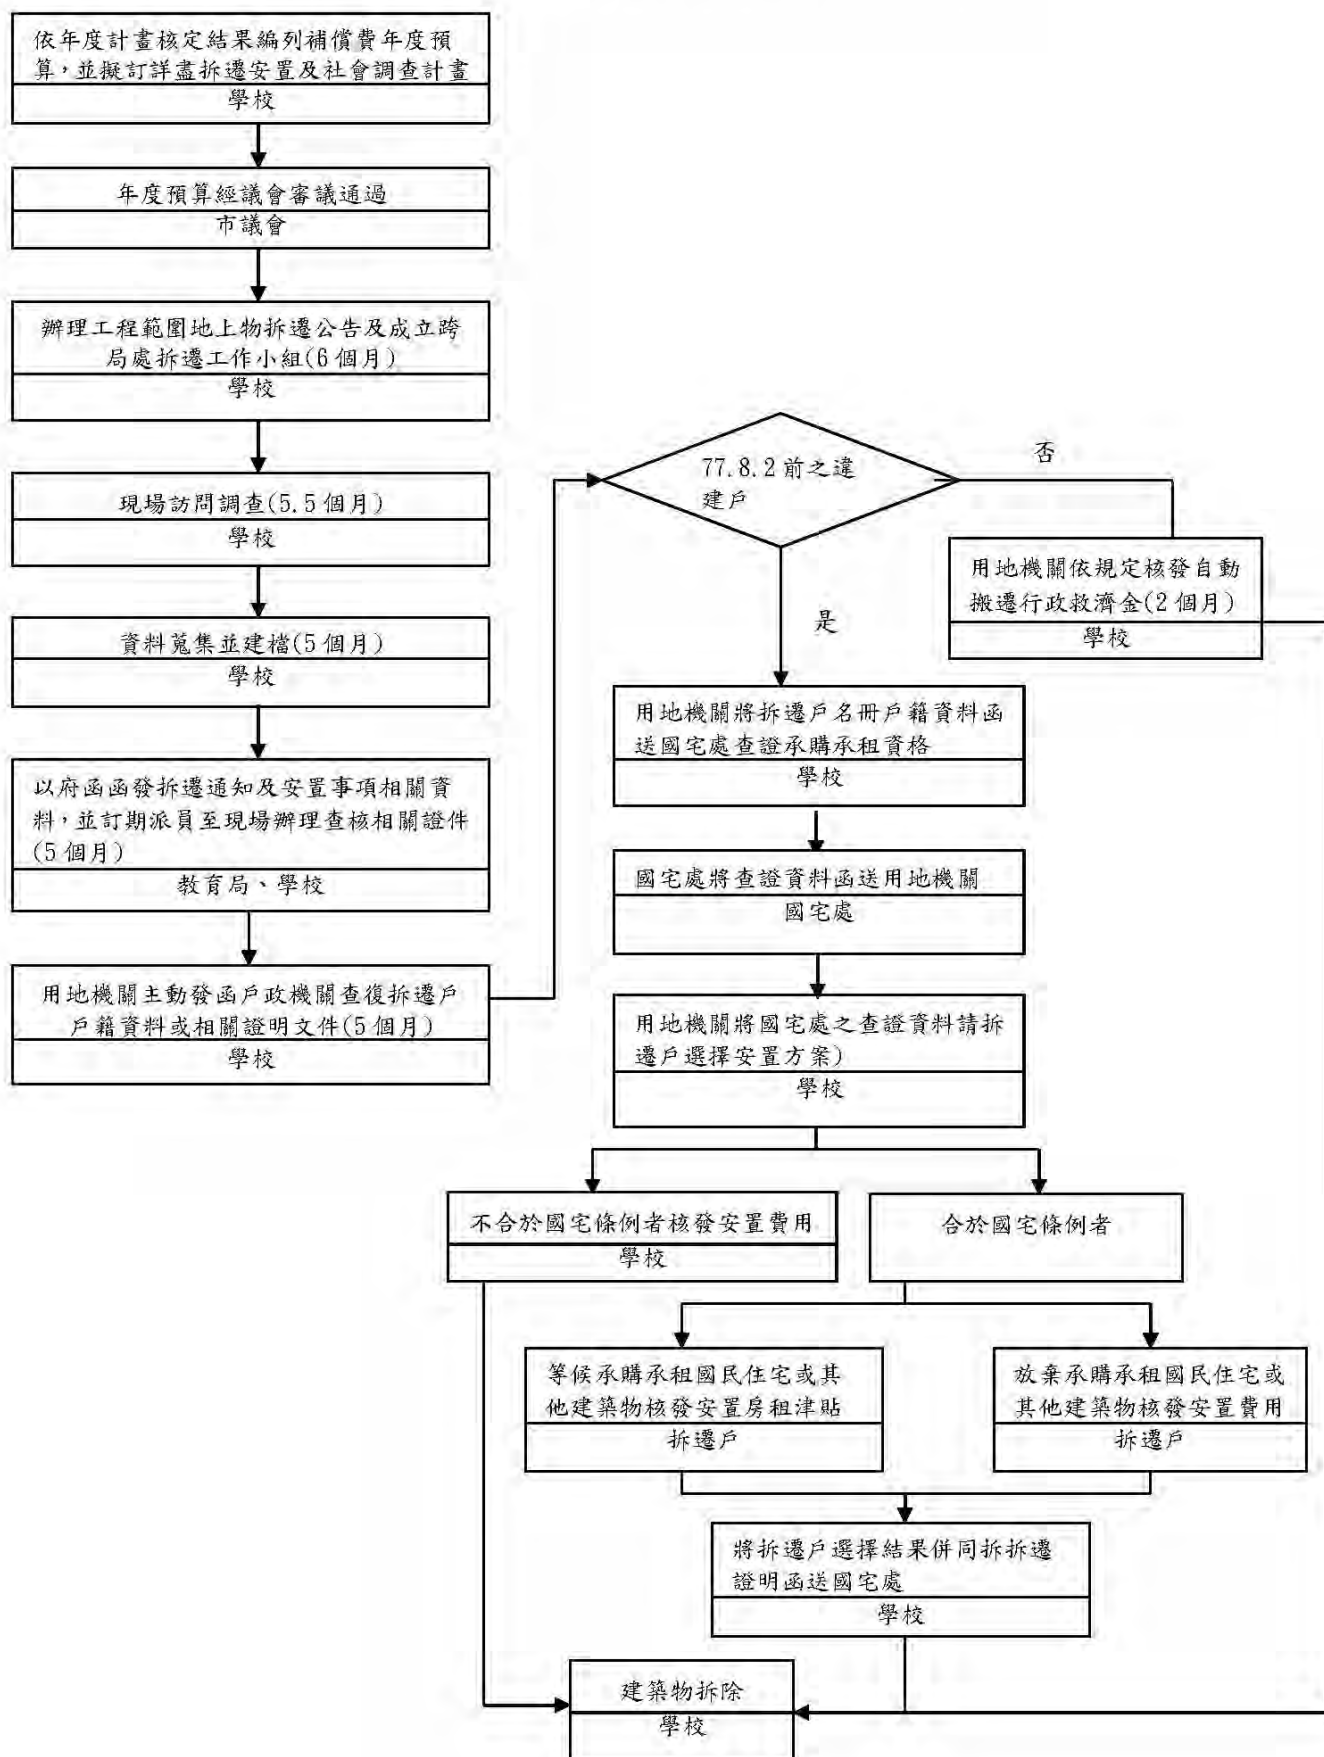 依年度計畫核定結果編列補償費年度預
算,並擬訂詳盡拆遷安置及社會調查計畫
學校
年度預算經議會審議通過
市議會
辦理工程範圍地上物拆遷公告及成立跨
局處拆遷工作小組(6個月)
學校
現場訪問調查(5.5個月)
學校
資料蒐集並建檔(5個月)
學校
以府函函發拆遷通知及安置事項相關資
料,並訂期派員至現場辦理查核相關證件
(5個月)
教育局、學校
用地機關主動發函戶政機關查復拆遷戶
戶籍資料或相關證明文件(5個月)
學校
77.8.2前之違
建戶
否
用地機關依規定核發自動
搬遷行政救濟金(2個月)
學校
是
用地機關將拆遷戶名冊戶籍資料函
送國宅處查證承購承租資格
學校
國宅處將查證資料函送用地機關
國宅處
用地機關將國宅處之查證資料請拆
遷戶選擇安置方案)
學校
不合於國宅條例者核發安置費用
學校
合於國宅條例者
等候承購承租國民住宅或其
他建築物核發安置房租津貼
拆遷戶
放棄承購承租國民住宅或
其他建築物核發安置費用
拆遷戶
將拆遷戶選擇結果併同拆拆遷
證明函送國宅處
學校
建築物拆除
學校